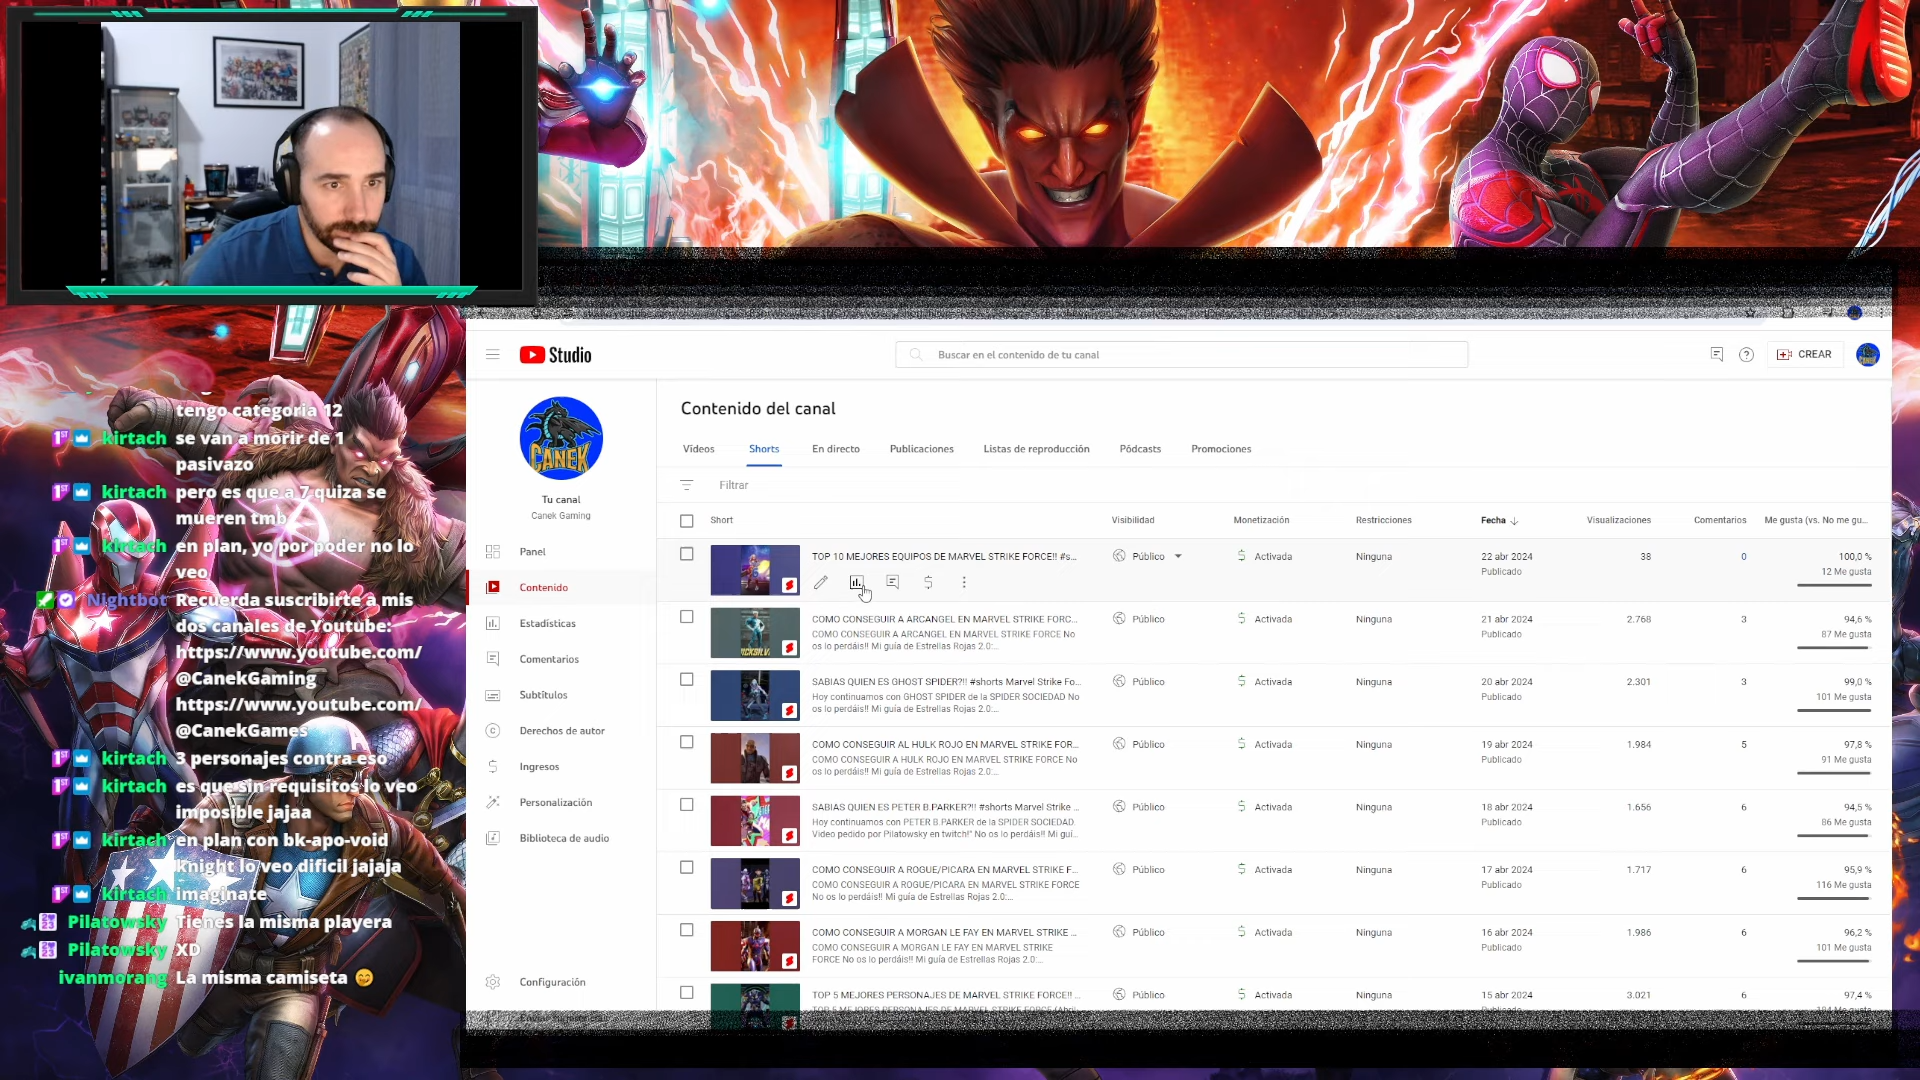 tengo categoria 12
kirtach se van a morir de 1
pasivazo
kirtach pero es que a 7 quiza se
mueren tmb
kirtach en plan, yo por poder no lo
veo
Nightbot Recuerda suscribirte a mis
dos canales de Youtube:
https://www.youtube.com/
@CanekGaming
https://www.youtube.com/
@CanekGames
kirtach 3 personajes contra eso
kirtach es que sin requisitos lo veo
imposible jajaa
kirtach en plan con bk-apo-void
knight lo veo dificil jajaja
kirtach imaginate
Pilatowsky Tienes la misma playera
Pilatowsky XD
ivanmorang La misma camiseta 😊
Studio
Buscar en el contenido de tu canal
CREAR
CANEK
Tu canal
Canek Gaming
Panel
Contenido
Estadísticas
Comentarios
Subtítulos
Derechos de autor
Ingresos
Personalización
Biblioteca de audio
Configuración
Contenido del canal
Vídeos Shorts En directo Publicaciones Listas de reproducción Pódcasts Promociones
Filtrar
Short Visibilidad Monetización Restricciones Fecha Visualizaciones Comentarios Me gusta (vs. No me gu...
TOP 10 MEJORES EQUIPOS DE MARVEL STRIKE FORCE!! #s... Público Activada Ninguna 22 abr 2024 38 0 100,0 %
Publicado 12 Me gusta
COMO CONSEGUIR A ARCANGEL EN MARVEL STRIKE FORC... Público Activada Ninguna 21 abr 2024 2.768 3 94,6 %
COMO CONSEGUIR A ARCANGEL EN MARVEL STRIKE FORCE No Publicado 87 Me gusta
os lo perdáis!! Mi guía de Estrellas Rojas 2.0:...
SABIAS QUIEN ES GHOST SPIDER?!! #shorts Marvel Strike Fo... Público Activada Ninguna 20 abr 2024 2.301 3 99,0 %
Hoy continuamos con GHOST SPIDER de la SPIDER SOCIEDAD No Publicado 101 Me gusta
os lo perdáis!! Mi guía de Estrellas Rojas 2.0:...
COMO CONSEGUIR AL HULK ROJO EN MARVEL STRIKE FOR... Público Activada Ninguna 19 abr 2024 1.984 5 97,8 %
COMO CONSEGUIR A HULK ROJO EN MARVEL STRIKE FORCE No Publicado 91 Me gusta
os lo perdáis!! Mi guía de Estrellas Rojas 2.0:...
SABIAS QUIEN ES PETER B.PARKER?!! #shorts Marvel Strike ... Público Activada Ninguna 18 abr 2024 1.656 6 94,5 %
Hoy continuamos con PETER B.PARKER de la SPIDER SOCIEDAD. Publicado 86 Me gusta
Video pedido por Pilatowsky en twitch!" No os lo perdáis!! Mi guí...
COMO CONSEGUIR A ROGUE/PICARA EN MARVEL STRIKE F... Público Activada Ninguna 17 abr 2024 1.717 6 95,9 %
COMO CONSEGUIR A ROGUE/PICARA EN MARVEL STRIKE FORCE Publicado 116 Me gusta
No os lo perdáis!! Mi guía de Estrellas Rojas 2.0:...
COMO CONSEGUIR A MORGAN LE FAY EN MARVEL STRIKE ... Público Activada Ninguna 16 abr 2024 1.986 6 96,2 %
COMO CONSEGUIR A MORGAN LE FAY EN MARVEL STRIKE Publicado 101 Me gusta
FORCE No os lo perdáis!! Mi guía de Estrellas Rojas 2.0:...
TOP 5 MEJORES PERSONAJES DE MARVEL STRIKE FORCE!! ... Público Activada Ninguna 15 abr 2024 3.021 6 97,4 %